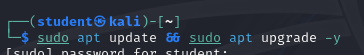 ┌──(student㉿kali)-[~]
└─$ sudo apt update && sudo apt upgrade -y
[sudo] password for student: